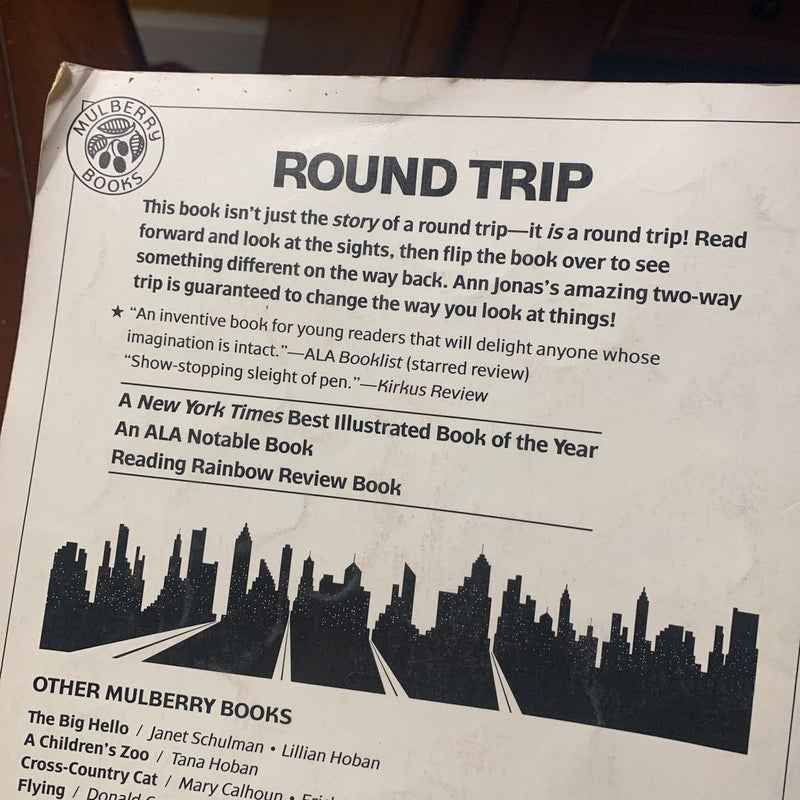 MULBERRY
BOOKS
ROUND TRIP
This book isn't just the story of a round trip—it is a round trip! Read
forward and look at the sights, then flip the book over to see
something different on the way back. Ann Jonas's amazing two-way
trip is guaranteed to change the way you look at things!
★ “An inventive book for young readers that will delight anyone whose
imagination is intact.”—ALA Booklist (starred review)
“Show-stopping sleight of pen.”—Kirkus Review
A New York Times Best Illustrated Book of the Year
An ALA Notable Book
Reading Rainbow Review Book
OTHER MULBERRY BOOKS
The Big Hello / Janet Schulman • Lillian Hoban
A Children's Zoo / Tana Hoban
Cross-Country Cat / Mary Calhoun •
Flying / Donald